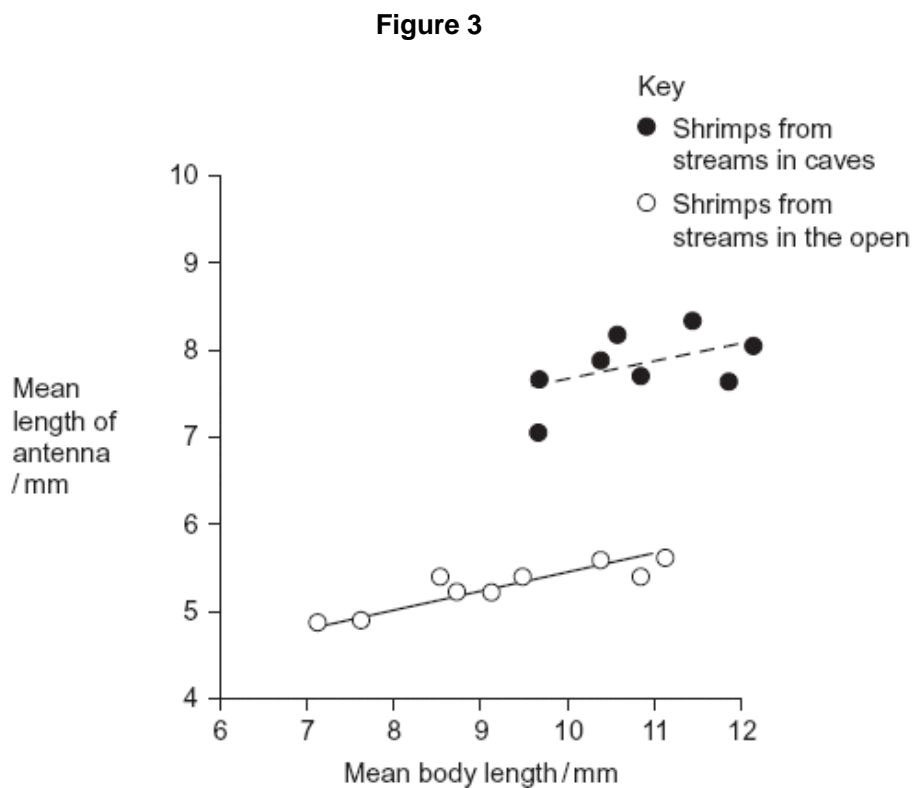 Figure 3
Key
Shrimps from
streams in caves
Shrimps from
streams in the open
10
9
8
7
6
5
4
Mean
length of
antenna
/ mm
6 7 8 9 10 11 12
Mean body length / mm